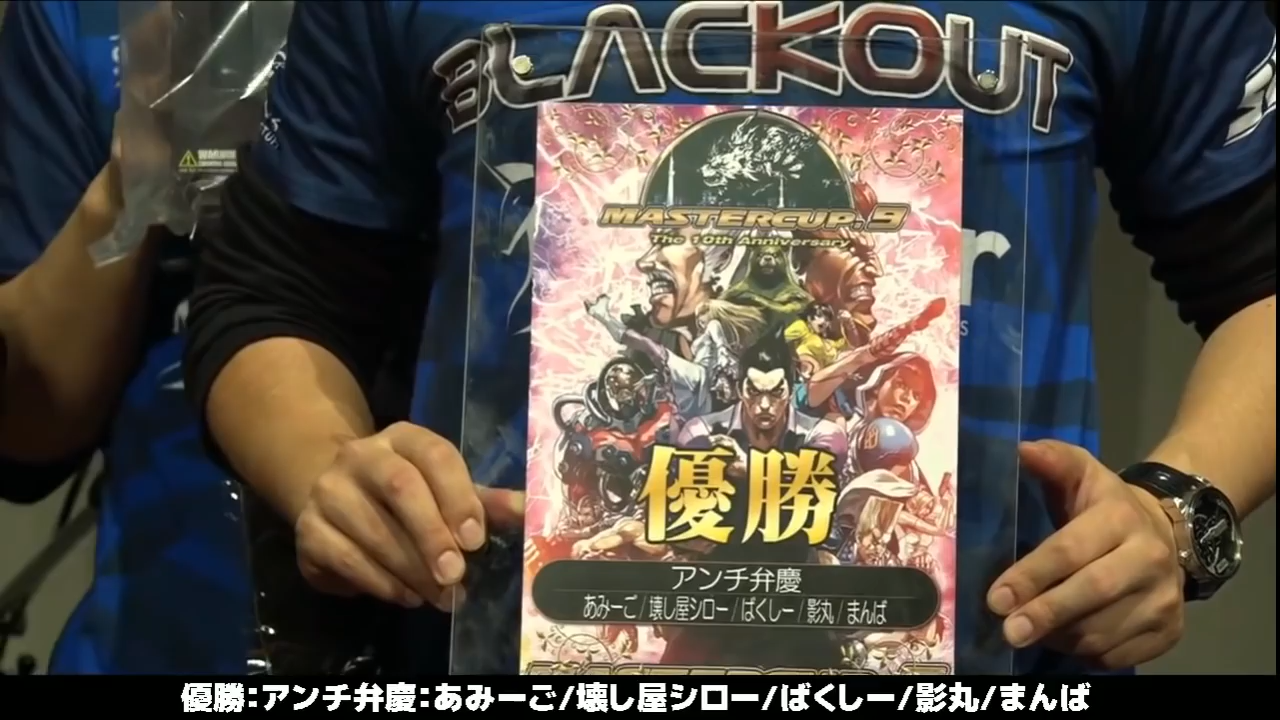 BLACKOUT
WARNING
MASTERCUP.9
The 10th Anniversary
優勝
アンチ弁慶
あみーご/壊し屋シロー/ばくしー/影丸/まんば
優勝:アンチ弁慶:あみーご/壊し屋シロー/ばくしー/影丸/まんば